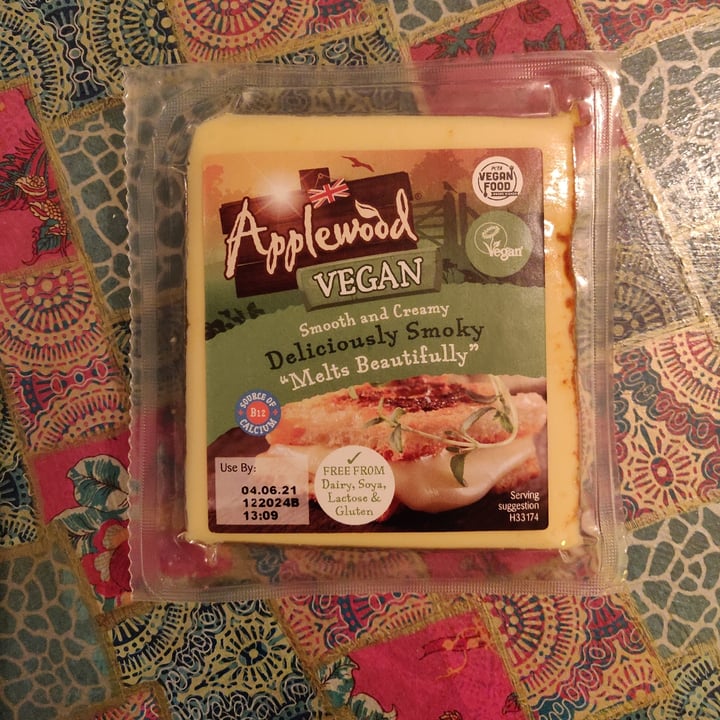 PETA
VEGAN
FOOD
Applewood®
Vegan
VEGAN
Smooth and Creamy
Deliciously Smoky
"Melts Beautifully"
SOURCE OF
B12
CALCIUM
Use By:
04.06.21
122024B
13:09
FREE FROM
Dairy, Soya,
Lactose &
Gluten
Serving
suggestion
H33174